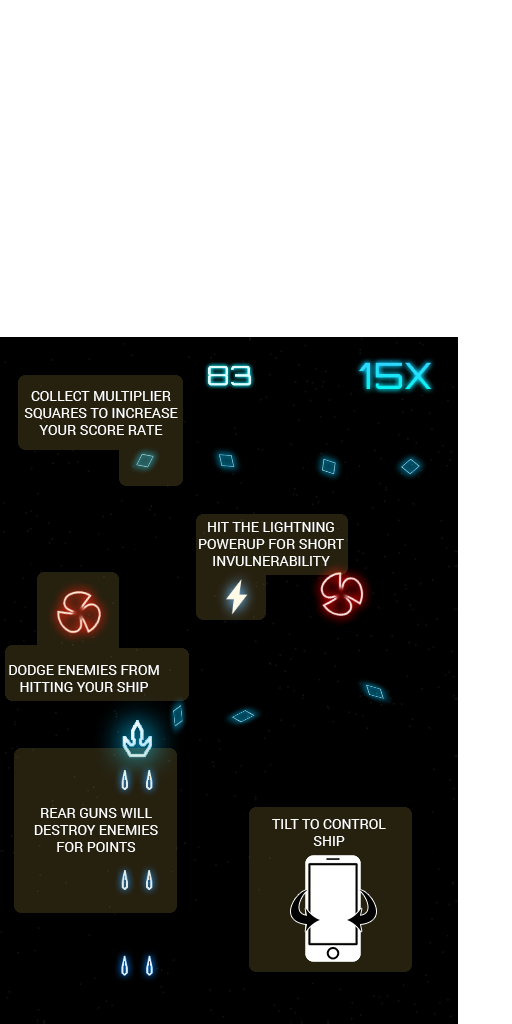 83
15X
COLLECT MULTIPLIER
SQUARES TO INCREASE
YOUR SCORE RATE
HIT THE LIGHTNING
POWERUP FOR SHORT
INVULNERABILITY
DODGE ENEMIES FROM
HITTING YOUR SHIP
REAR GUNS WILL
DESTROY ENEMIES
FOR POINTS
TILT TO CONTROL
SHIP